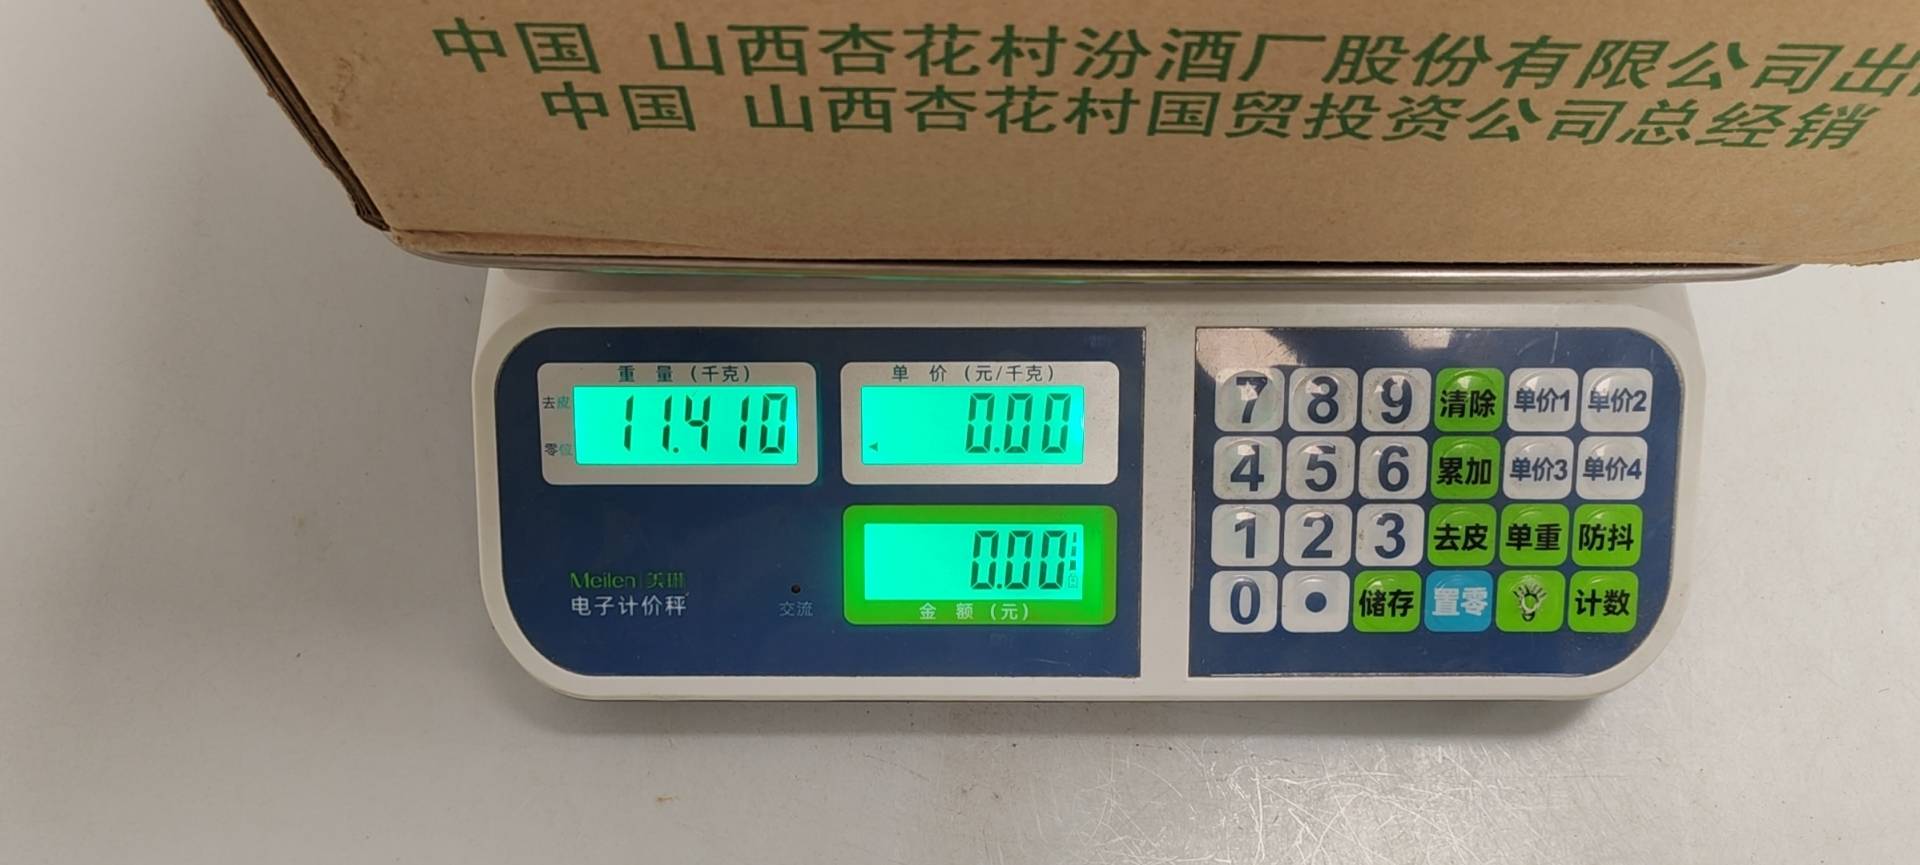 中国 山西杏花村汾酒厂股份有限公司出
中国 山西杏花村国贸投资公司总经销
重 量 (千克)
去皮
零位
11.410
单 价 (元/千克)
0.00
0.00
金 额 (元)
Meilen 美琳
电子计价秤
交流
7 8 9 清除 单价1 单价2
4 5 6 累加 单价3 单价4
1 2 3 去皮 单重 防抖
0 • 储存 置零 计数